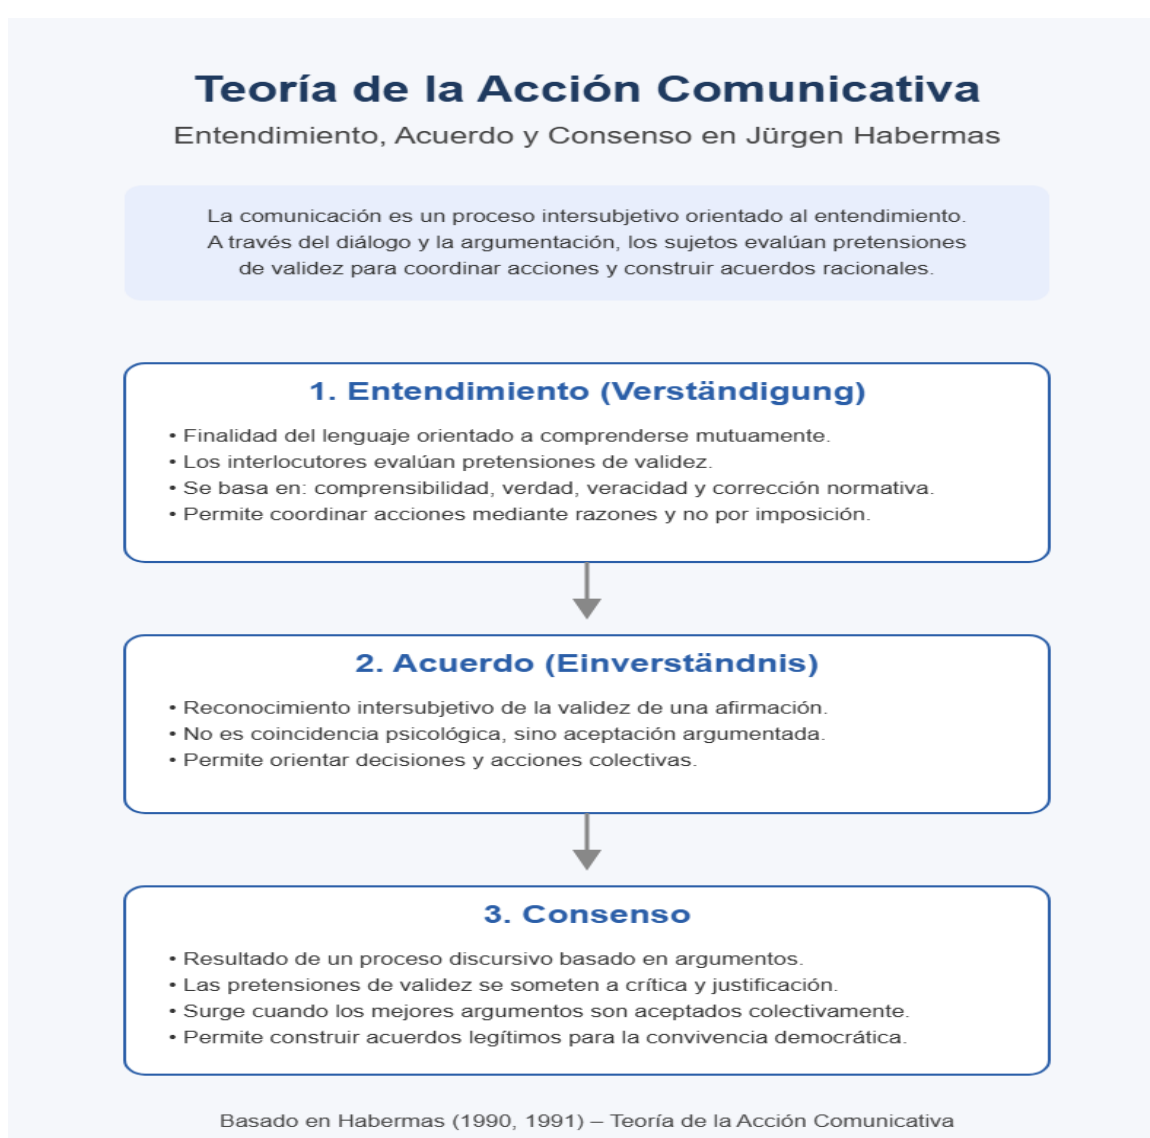 Teoría de la Acción Comunicativa
Entendimiento, Acuerdo y Consenso en Jürgen Habermas
La comunicación es un proceso intersubjetivo orientado al entendimiento.
A través del diálogo y la argumentación, los sujetos evalúan pretensiones
de validez para coordinar acciones y construir acuerdos racionales.
1. Entendimiento (Verständigung)
• Finalidad del lenguaje orientado a comprenderse mutuamente.
• Los interlocutores evalúan pretensiones de validez.
• Se basa en: comprensibilidad, verdad, veracidad y corrección normativa.
• Permite coordinar acciones mediante razones y no por imposición.
2. Acuerdo (Einverständnis)
• Reconocimiento intersubjetivo de la validez de una afirmación.
• No es coincidencia psicológica, sino aceptación argumentada.
• Permite orientar decisiones y acciones colectivas.
3. Consenso
• Resultado de un proceso discursivo basado en argumentos.
• Las pretensiones de validez se someten a crítica y justificación.
• Surge cuando los mejores argumentos son aceptados colectivamente.
• Permite construir acuerdos legítimos para la convivencia democrática.
Basado en Habermas (1990, 1991) – Teoría de la Acción Comunicativa